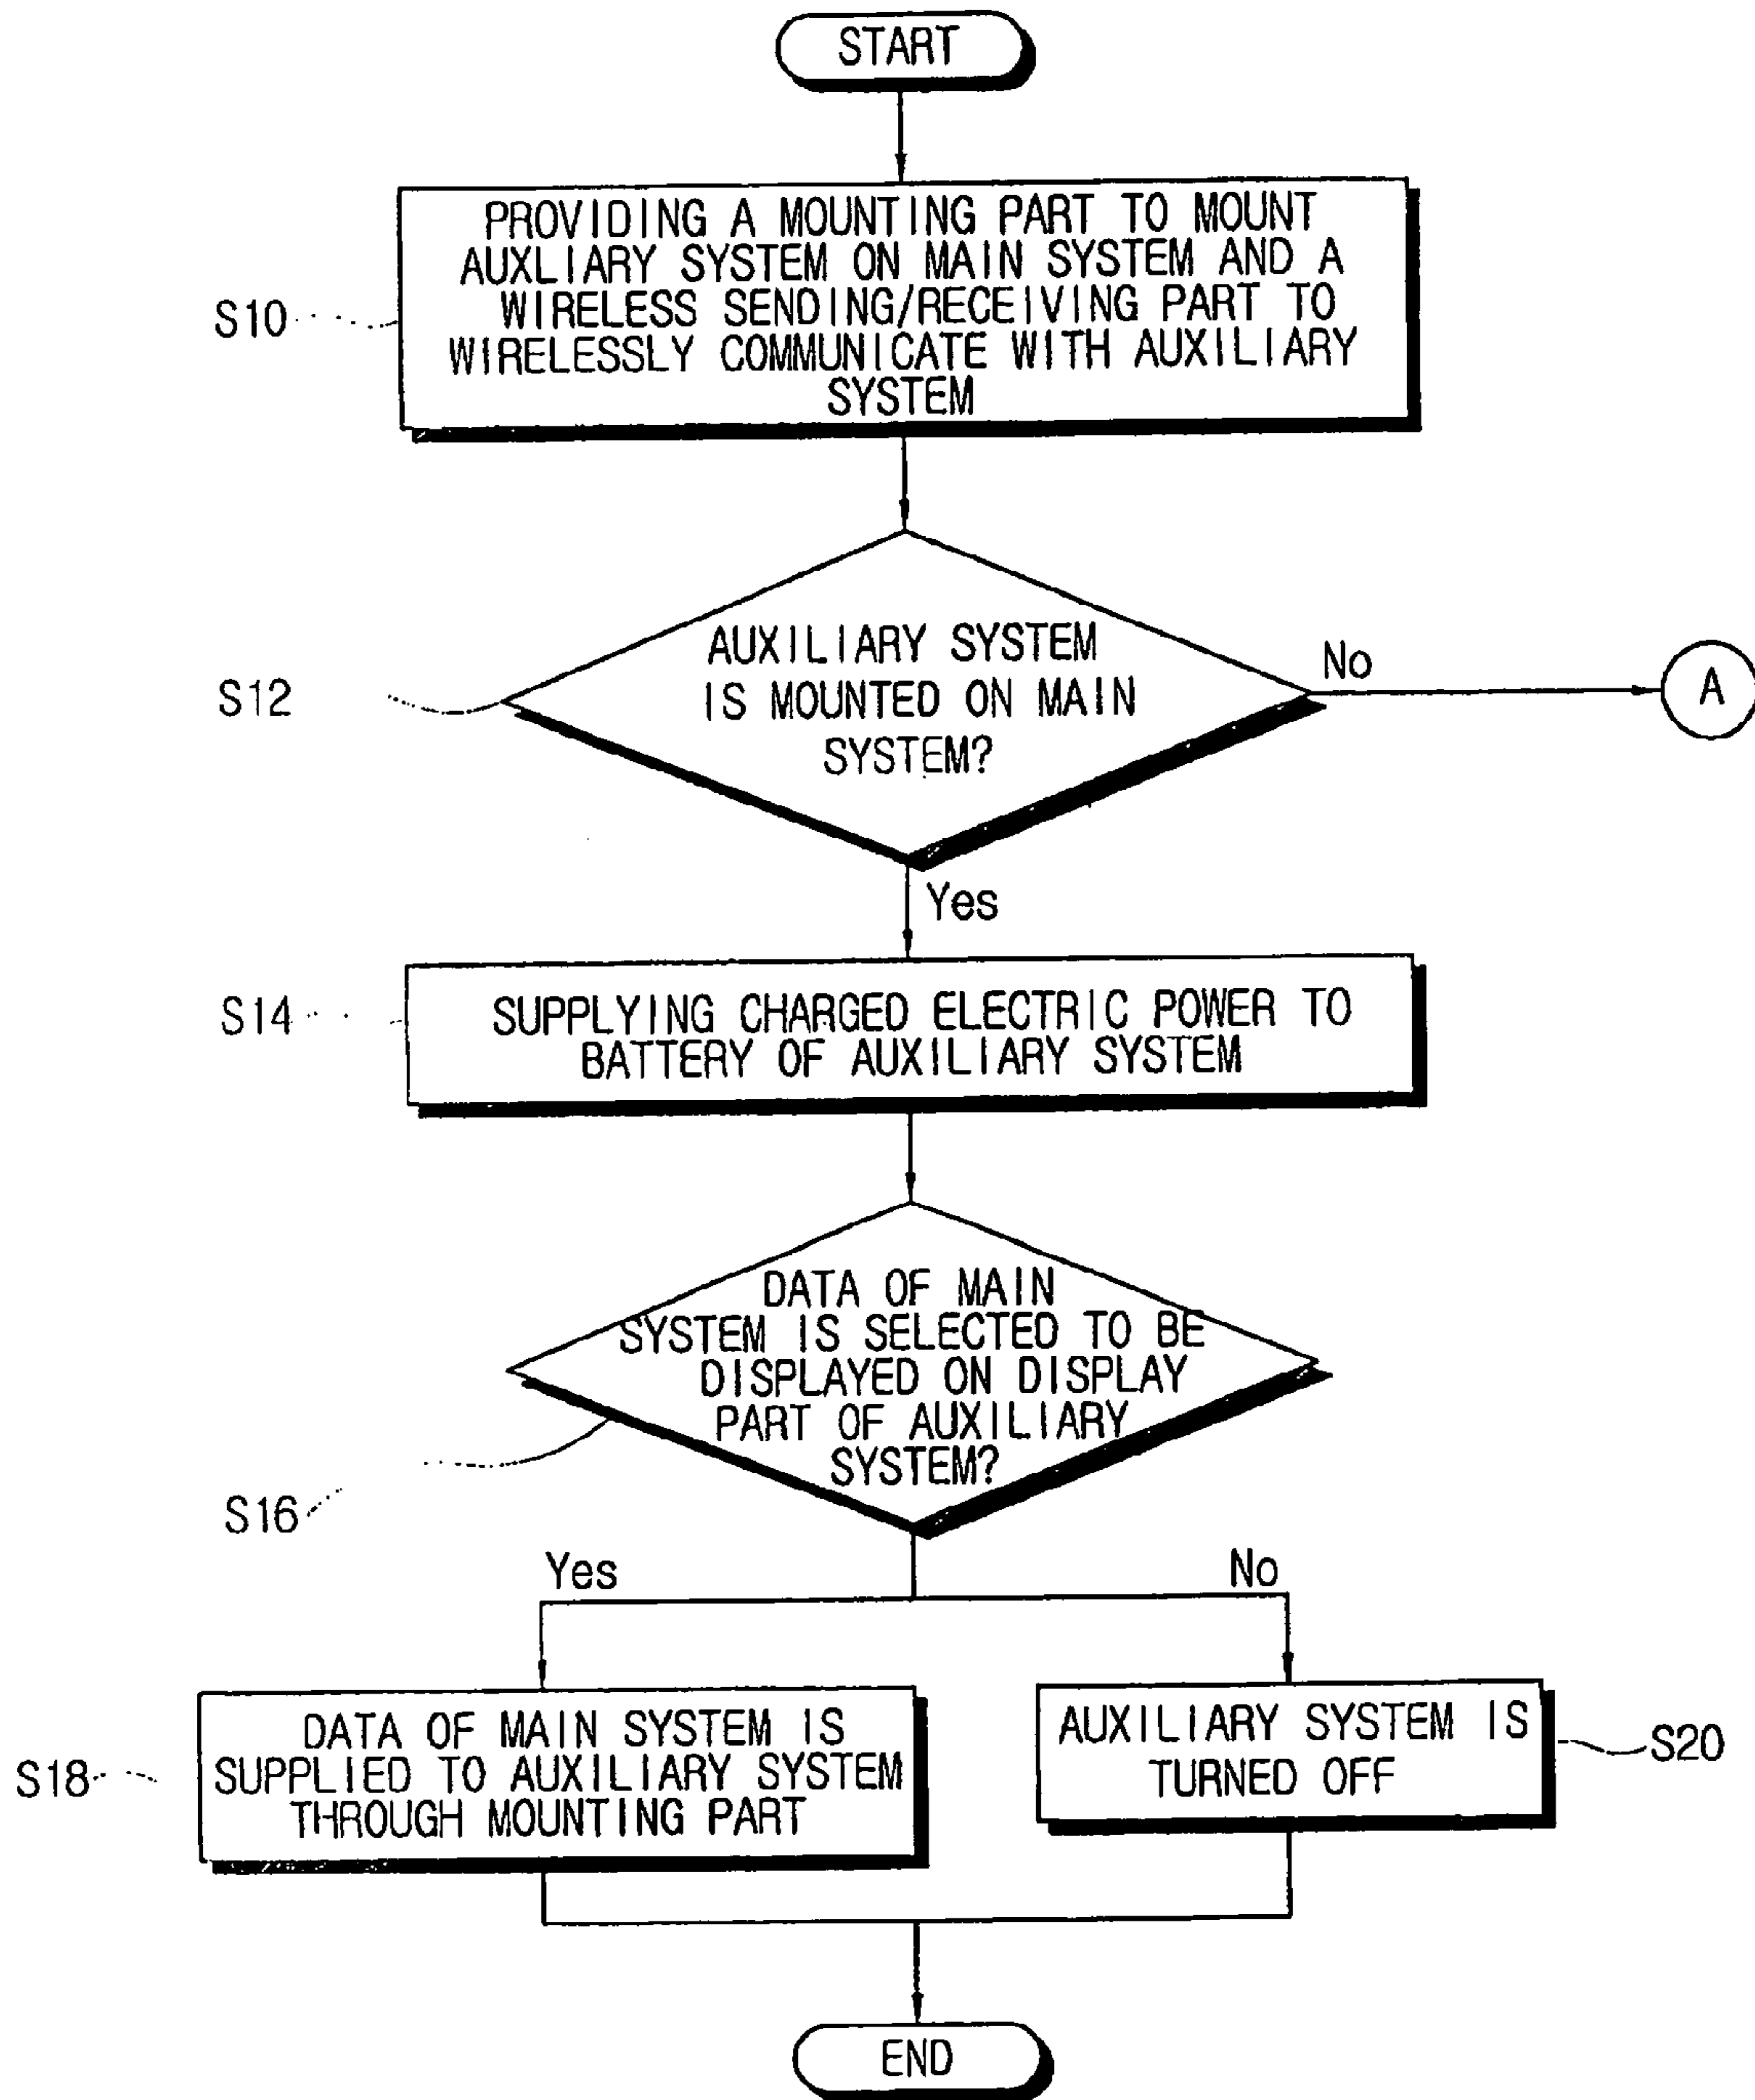 START
PROVIDING A MOUNTING PART TO MOUNT
AUXLIARY SYSTEM ON MAIN SYSTEM AND A
WIRELESS SENDING/RECEIVING PART TO
WIRELESSLY COMMUNICATE WITH AUXILIARY
SYSTEM
S10
AUXILIARY SYSTEM
IS MOUNTED ON MAIN
SYSTEM?
S12
No
A
Yes
S14
SUPPLYING CHARGED ELECTRIC POWER TO
BATTERY OF AUXILIARY SYSTEM
DATA OF MAIN
SYSTEM IS SELECTED TO BE
DISPLAYED ON DISPLAY
PART OF AUXILIARY
SYSTEM?
S16
Yes
No
S18
DATA OF MAIN SYSTEM IS
SUPPLIED TO AUXILIARY SYSTEM
THROUGH MOUNTING PART
AUXILIARY SYSTEM IS
TURNED OFF
S20
END